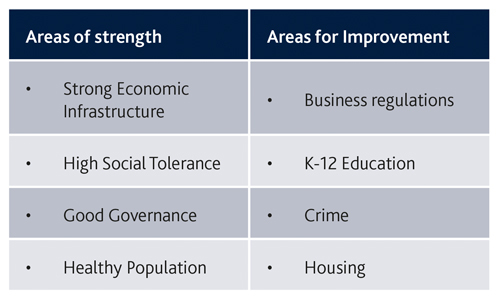 Areas of strength
Areas for Improvement
• Strong Economic
Infrastructure
• Business regulations
• High Social Tolerance
• K-12 Education
• Good Governance
• Crime
• Healthy Population
• Housing